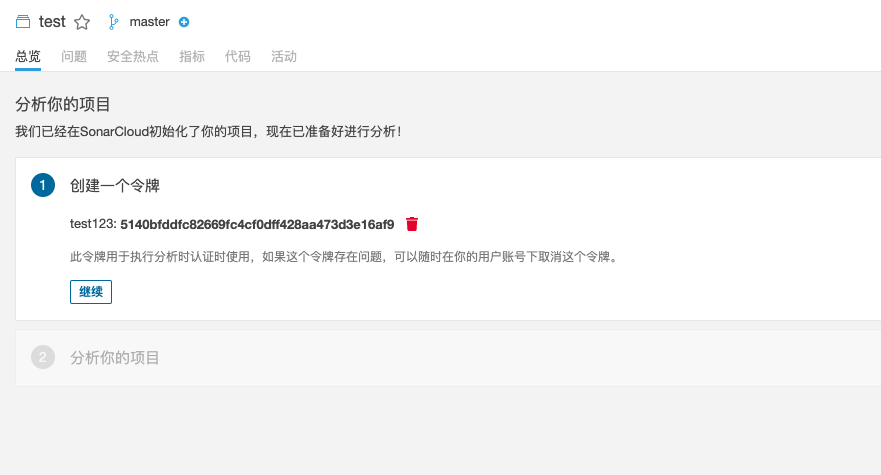 test master
总览 问题 安全热点 指标 代码 活动
分析你的项目
我们已经在SonarCloud初始化了你的项目，现在已准备好进行分析！
1 创建一个令牌
test123: 5140bfddfc82669fc4cf0dff428aa473d3e16af9
此令牌用于执行分析时认证时使用，如果这个令牌存在问题，可以随时在你的用户账号下取消这个令牌。
继续
2 分析你的项目